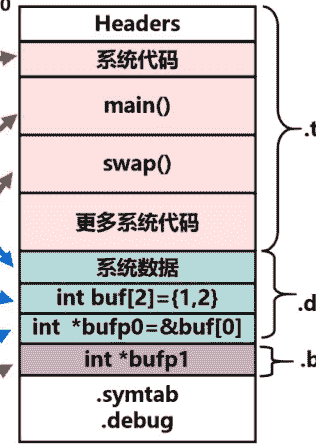 0
Headers
系统代码
main()
.t
swap()
更多系统代码
系统数据
int buf[2]={1,2}
.d
int *bufp0=&buf[0]
int *bufp1
.b
.symtab
.debug